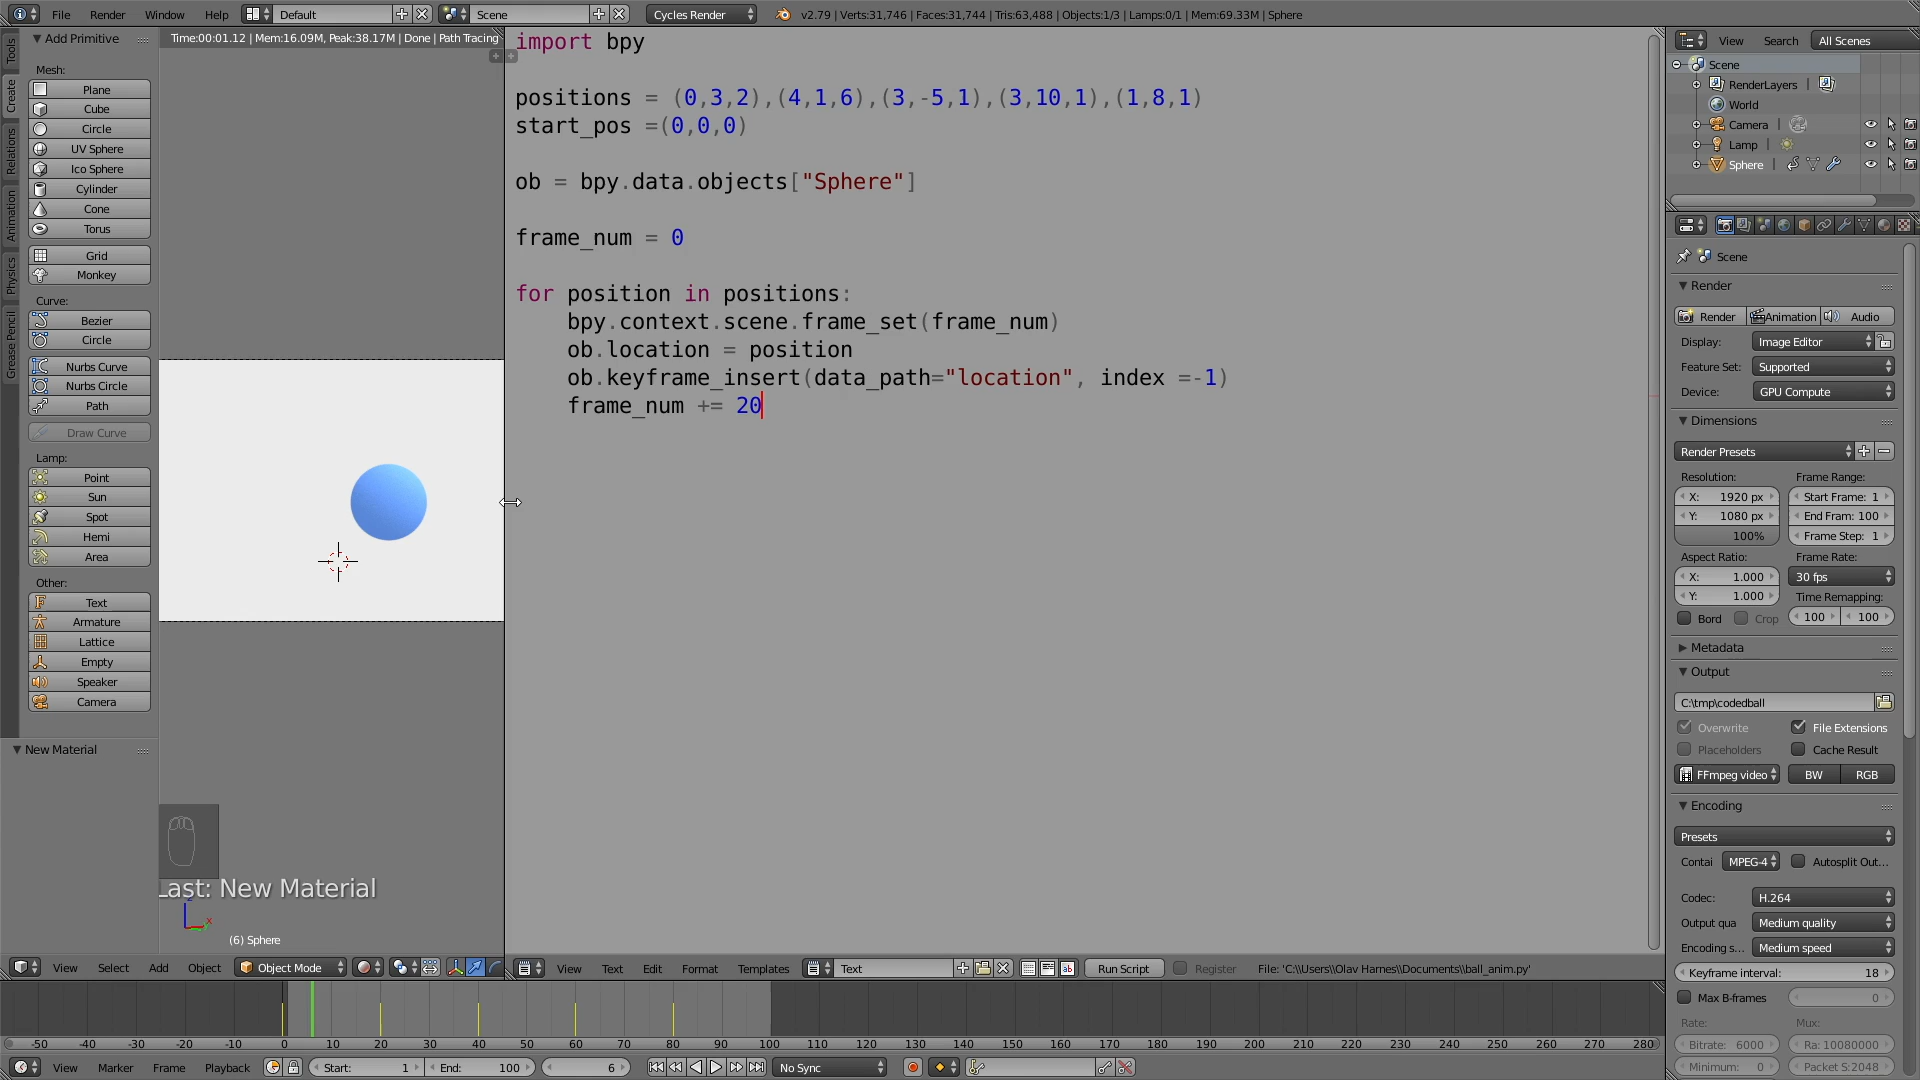 File Render Window Help Default Scene Cycles Render v2.79 | Verts:31,746 | Faces:31,744 | Tris:63,488 | Objects:1/3 | Lamps:0/1 | Mem:69.33M | Sphere
Tools
Create
Relations
Animation
Physics
Grease Pencil
Add Primitive
Mesh:
Plane
Cube
Circle
UV Sphere
Ico Sphere
Cylinder
Cone
Torus
Grid
Monkey
Curve:
Bezier
Circle
Nurbs Curve
Nurbs Circle
Path
Draw Curve
Lamp:
Point
Sun
Spot
Hemi
Area
Other:
Text
Armature
Lattice
Empty
Speaker
Camera
New Material
Time:00:01.12 | Mem:16.09M, Peak:38.17M | Done | Path Tracing
Last: New Material
(6) Sphere
View Select Add Object Object Mode
import bpy
positions = (0,3,2),(4,1,6),(3,-5,1),(3,10,1),(1,8,1)
start_pos =(0,0,0)
ob = bpy.data.objects["Sphere"]
frame_num = 0
for position in positions:
bpy.context.scene.frame_set(frame_num)
ob.location = position
ob.keyframe_insert(data_path="location", index =-1)
frame_num += 20
View Text Edit Format Templates Text Run Script Register File: 'C:\\Users\\Olav Harnes\\Documents\\ball_anim.py'
View Search All Scenes
Scene
RenderLayers
World
Camera
Lamp
Sphere
Scene
Render
Render Animation Audio
Display: Image Editor
Feature Set: Supported
Device: GPU Compute
Dimensions
Render Presets
Resolution: Frame Range:
X: 1920 px Start Frame: 1
Y: 1080 px End Fram: 100
100% Frame Step: 1
Aspect Ratio: Frame Rate:
X: 1.000 30 fps
Y: 1.000 Time Remapping:
Bord Crop 100 100
Metadata
Output
C:\tmp\codedball
Overwrite File Extensions
Placeholders Cache Result
FFmpeg video BW RGB
Encoding
Presets
Contai MPEG-4 Autosplit Out...
Codec: H.264
Output qua Medium quality
Encoding s... Medium speed
Keyframe interval: 18
Max B-frames 0
Rate: Mux:
Bitrate: 6000 Ra: 10080000
Minimum: 0 Packet S:2048
-50 -40 -30 -20 -10 0 10 20 30 40 50 60 70 80 90 100 110 120 130 140 150 160 170 180 190 200 210 220 230 240 250 260 270 280
View Marker Frame Playback Start: 1 End: 100 6 No Sync